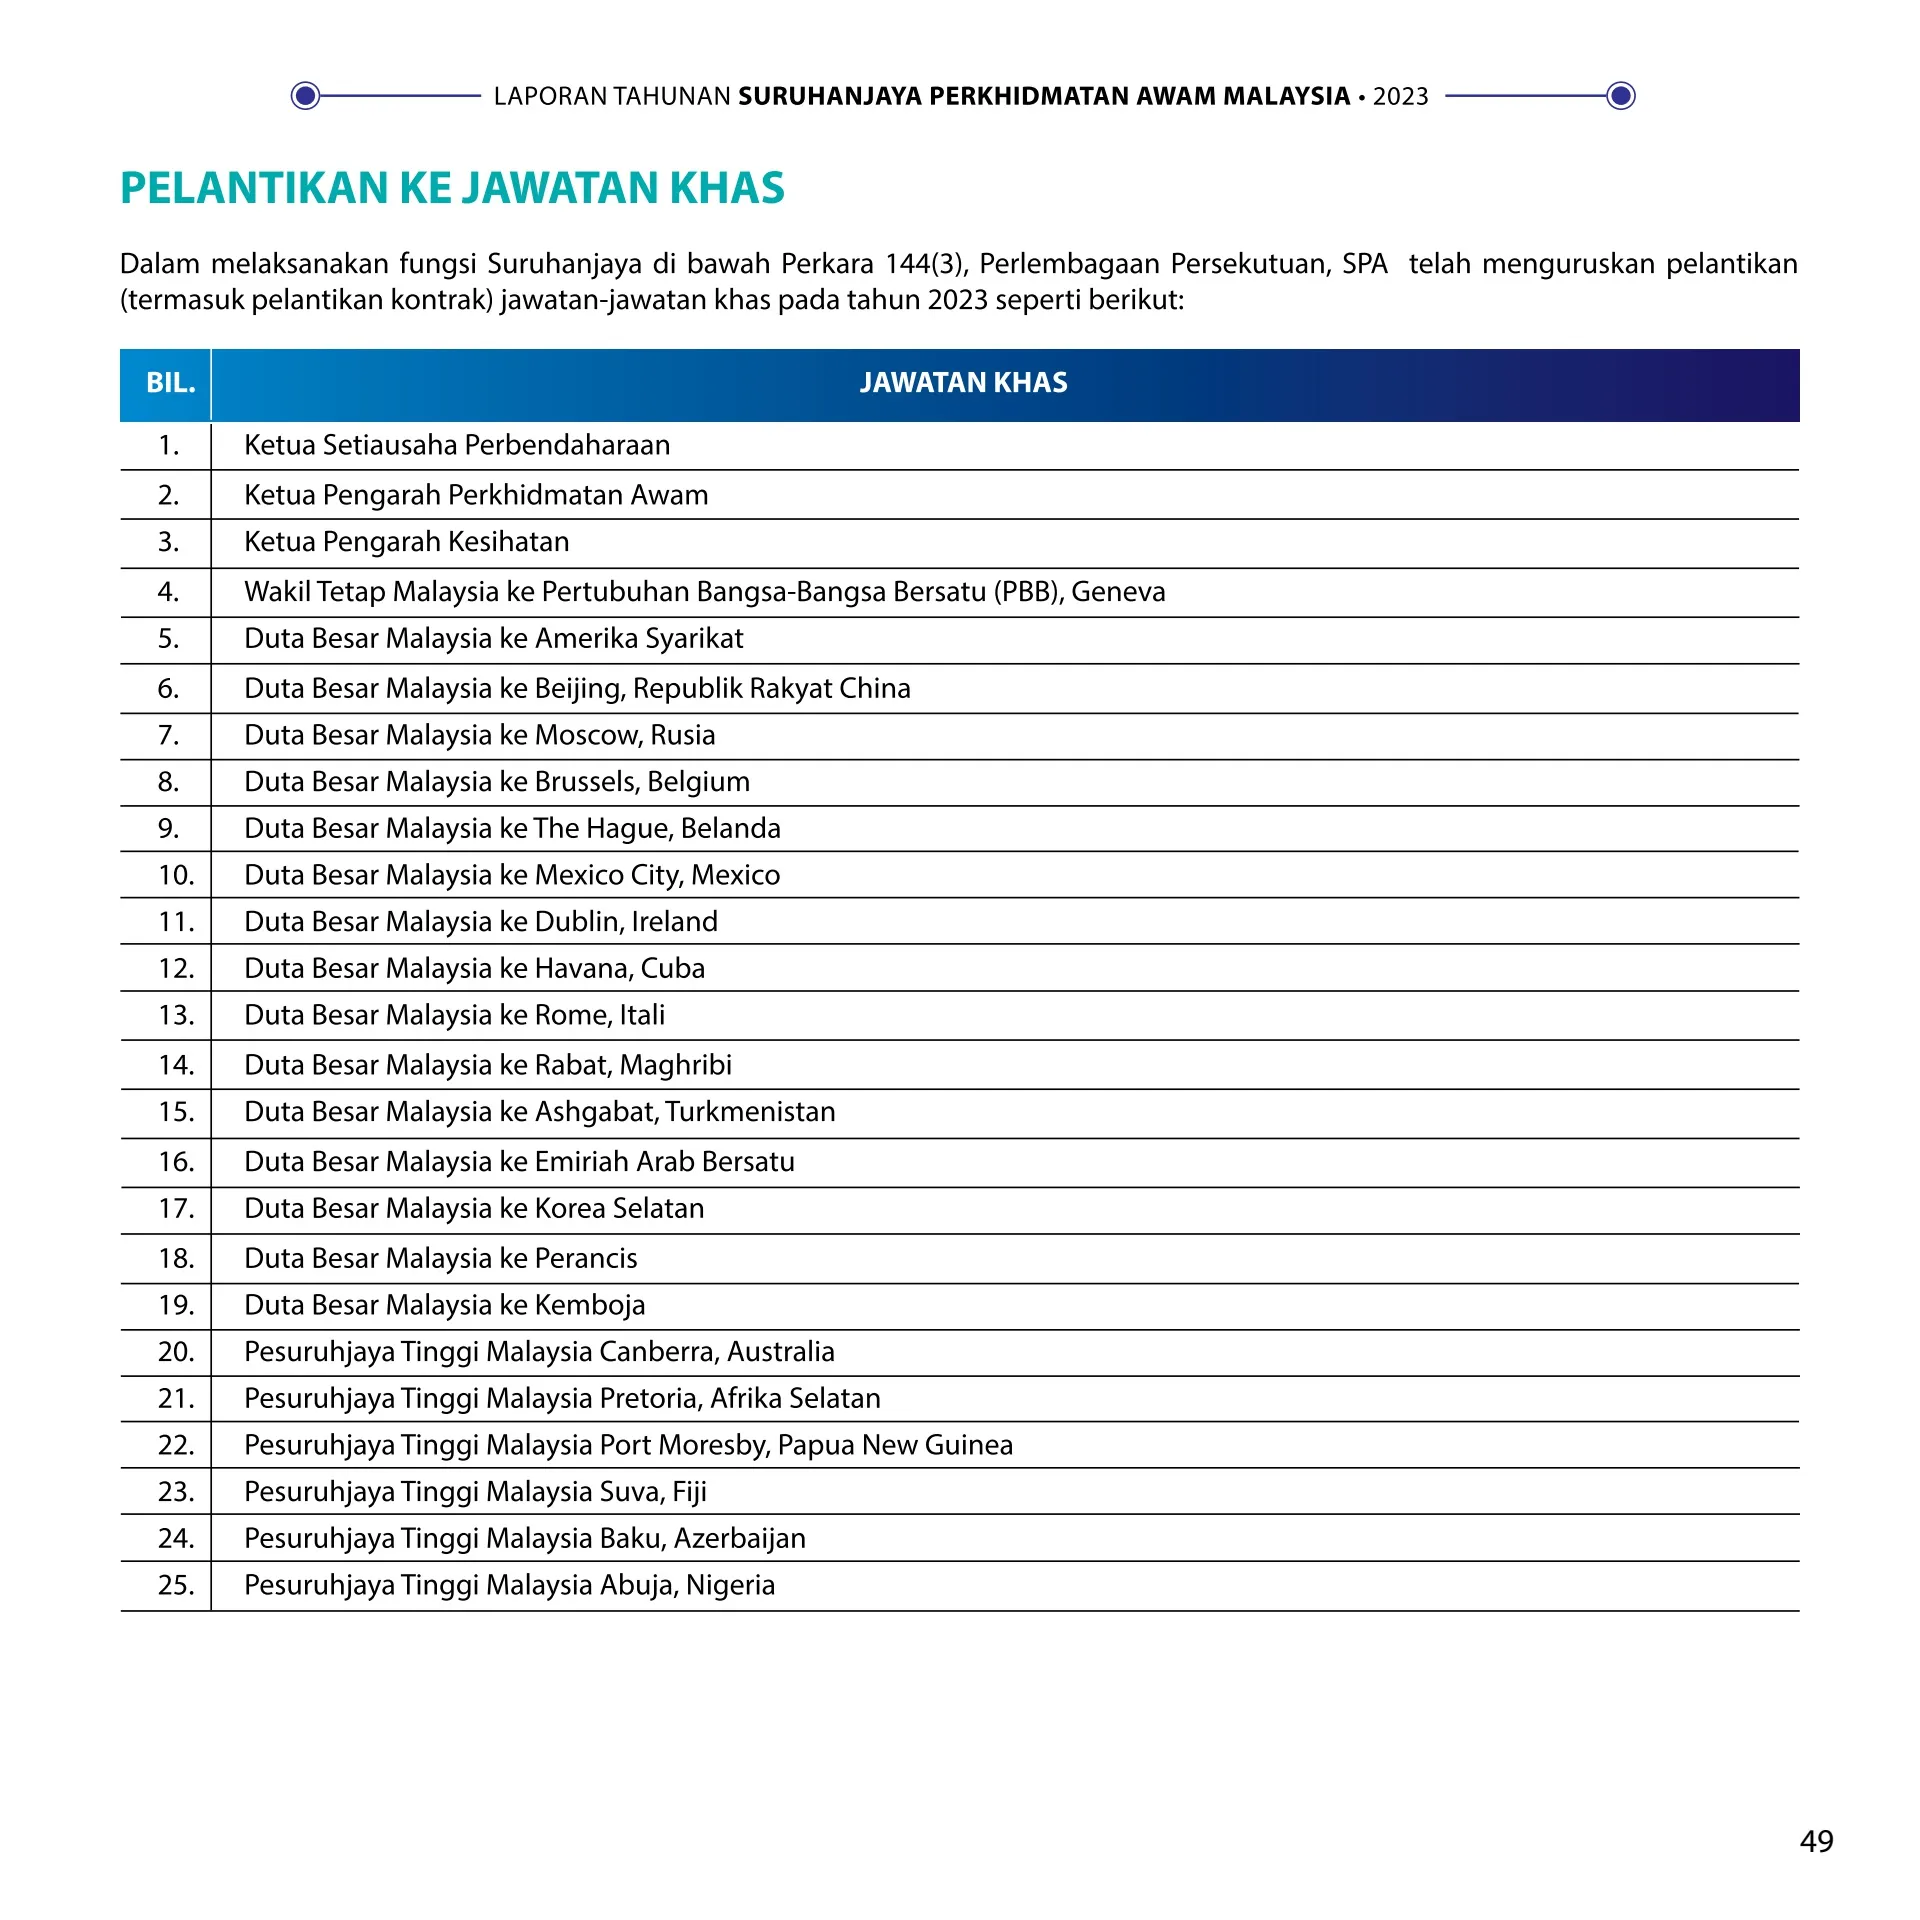 LAPORAN TAHUNAN SURUHANJAYA PERKHIDMATAN AWAM MALAYSIA • 2023
PELANTIKAN KE JAWATAN KHAS
Dalam melaksanakan fungsi Suruhanjaya di bawah Perkara 144(3), Perlembagaan Persekutuan, SPA telah menguruskan pelantikan
(termasuk pelantikan kontrak) jawatan-jawatan khas pada tahun 2023 seperti berikut:
BIL. JAWATAN KHAS
1. Ketua Setiausaha Perbendaharaan
2. Ketua Pengarah Perkhidmatan Awam
3. Ketua Pengarah Kesihatan
4. Wakil Tetap Malaysia ke Pertubuhan Bangsa-Bangsa Bersatu (PBB), Geneva
5. Duta Besar Malaysia ke Amerika Syarikat
6. Duta Besar Malaysia ke Beijing, Republik Rakyat China
7. Duta Besar Malaysia ke Moscow, Rusia
8. Duta Besar Malaysia ke Brussels, Belgium
9. Duta Besar Malaysia ke The Hague, Belanda
10. Duta Besar Malaysia ke Mexico City, Mexico
11. Duta Besar Malaysia ke Dublin, Ireland
12. Duta Besar Malaysia ke Havana, Cuba
13. Duta Besar Malaysia ke Rome, Itali
14. Duta Besar Malaysia ke Rabat, Maghribi
15. Duta Besar Malaysia ke Ashgabat, Turkmenistan
16. Duta Besar Malaysia ke Emiriah Arab Bersatu
17. Duta Besar Malaysia ke Korea Selatan
18. Duta Besar Malaysia ke Perancis
19. Duta Besar Malaysia ke Kemboja
20. Pesuruhjaya Tinggi Malaysia Canberra, Australia
21. Pesuruhjaya Tinggi Malaysia Pretoria, Afrika Selatan
22. Pesuruhjaya Tinggi Malaysia Port Moresby, Papua New Guinea
23. Pesuruhjaya Tinggi Malaysia Suva, Fiji
24. Pesuruhjaya Tinggi Malaysia Baku, Azerbaijan
25. Pesuruhjaya Tinggi Malaysia Abuja, Nigeria
49